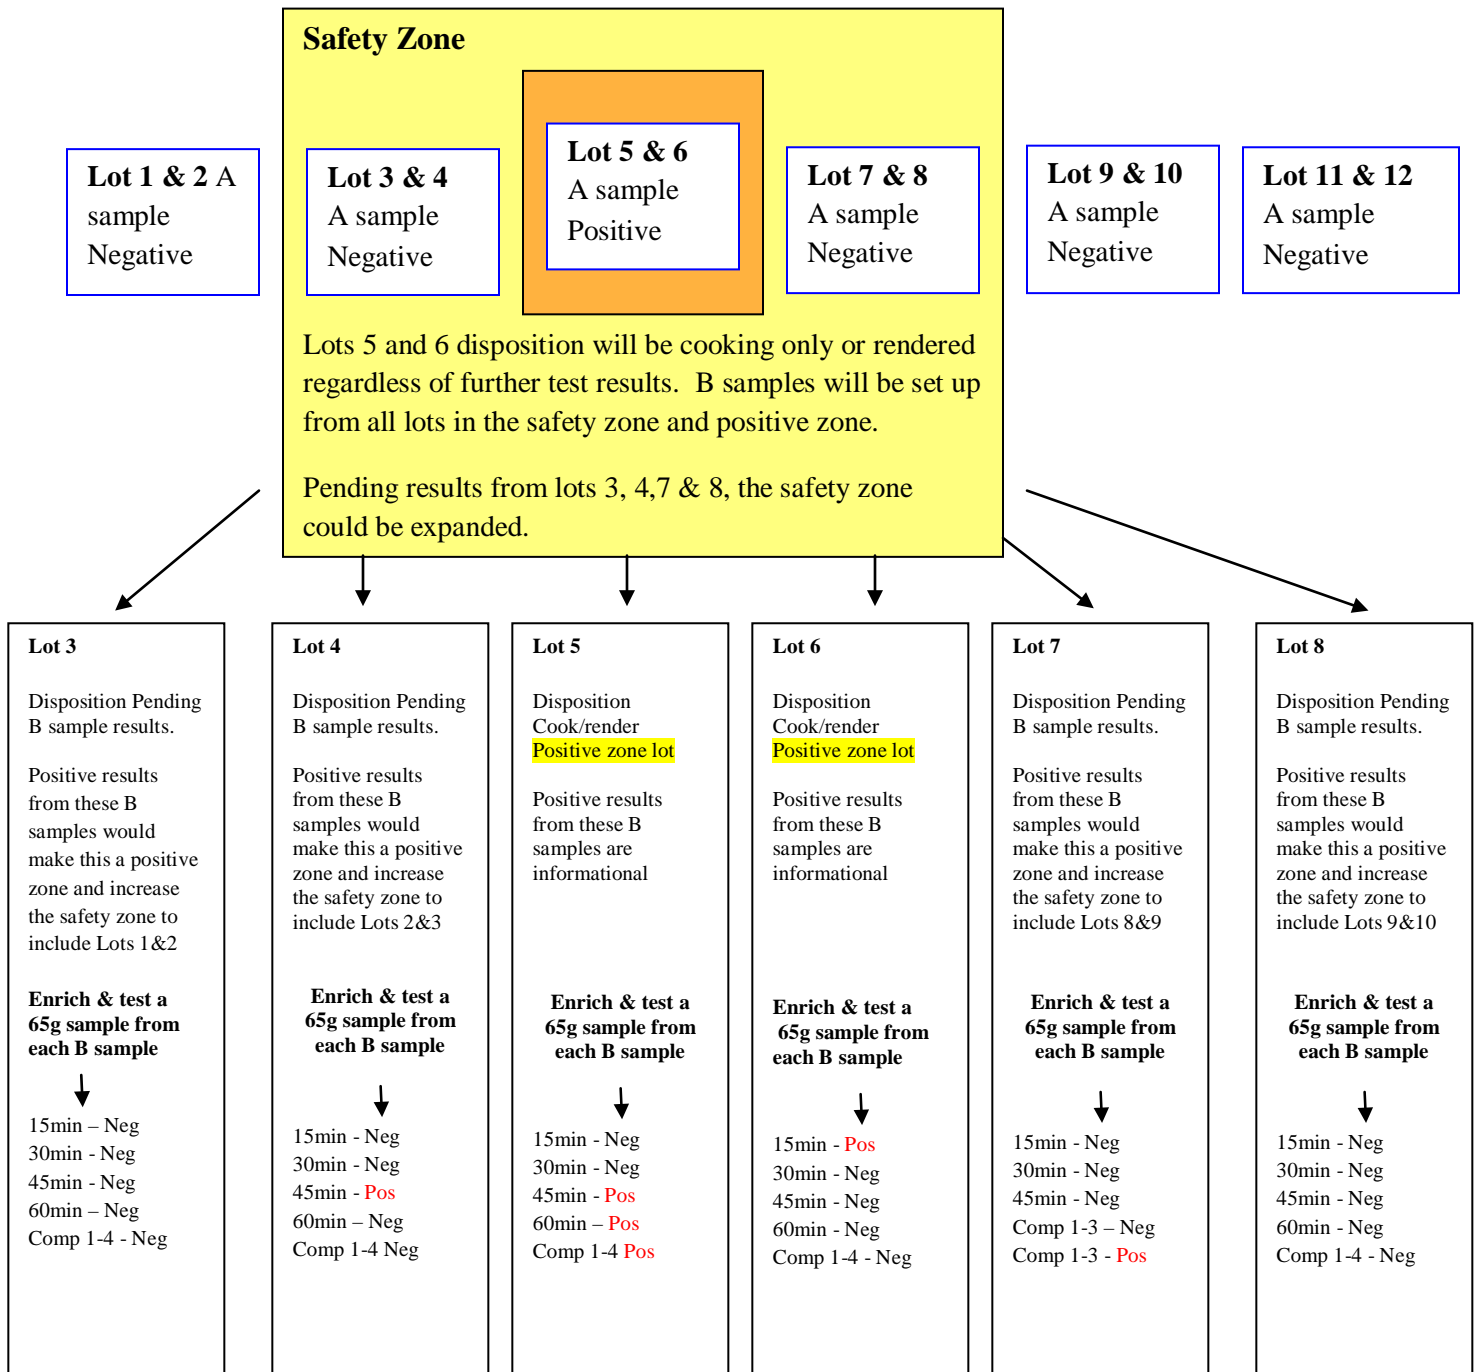 Safety Zone
Lot 1 & 2 A
sample
Negative
Lot 3 & 4
A sample
Negative
Lot 5 & 6
A sample
Positive
Lot 7 & 8
A sample
Negative
Lot 9 & 10
A sample
Negative
Lot 11 & 12
A sample
Negative
Lots 5 and 6 disposition will be cooking only or rendered
regardless of further test results.  B samples will be set up
from all lots in the safety zone and positive zone.
Pending results from lots 3, 4,7 & 8, the safety zone
could be expanded.
Lot 3
Disposition Pending
B sample results.
Positive results
from these B
samples would
make this a positive
zone and increase
the safety zone to
include Lots 1&2
Enrich & test a
65g sample from
each B sample
15min – Neg
30min - Neg
45min - Neg
60min – Neg
Comp 1-4 - Neg
Lot 4
Disposition Pending
B sample results.
Positive results
from these B
samples would
make this a positive
zone and increase
the safety zone to
include Lots 2&3
Enrich & test a
65g sample from
each B sample
15min - Neg
30min - Neg
45min - Pos
60min – Neg
Comp 1-4 Neg
Lot 5
Disposition
Cook/render
Positive zone lot
Positive results
from these B
samples are
informational
Enrich & test a
65g sample from
each B sample
15min - Neg
30min - Neg
45min - Pos
60min – Pos
Comp 1-4 Pos
Lot 6
Disposition
Cook/render
Positive zone lot
Positive results
from these B
samples are
informational
Enrich & test a
65g sample from
each B sample
15min - Pos
30min - Neg
45min - Neg
60min - Neg
Comp 1-4 - Neg
Lot 7
Disposition Pending
B sample results.
Positive results
from these B
samples would
make this a positive
zone and increase
the safety zone to
include Lots 8&9
Enrich & test a
65g sample from
each B sample
15min - Neg
30min - Neg
45min - Neg
Comp 1-3 – Neg
Comp 1-3 - Pos
Lot 8
Disposition Pending
B sample results.
Positive results
from these B
samples would
make this a positive
zone and increase
the safety zone to
include Lots 9&10
Enrich & test a
65g sample from
each B sample
15min - Neg
30min - Neg
45min - Neg
60min - Neg
Comp 1-4 - Neg